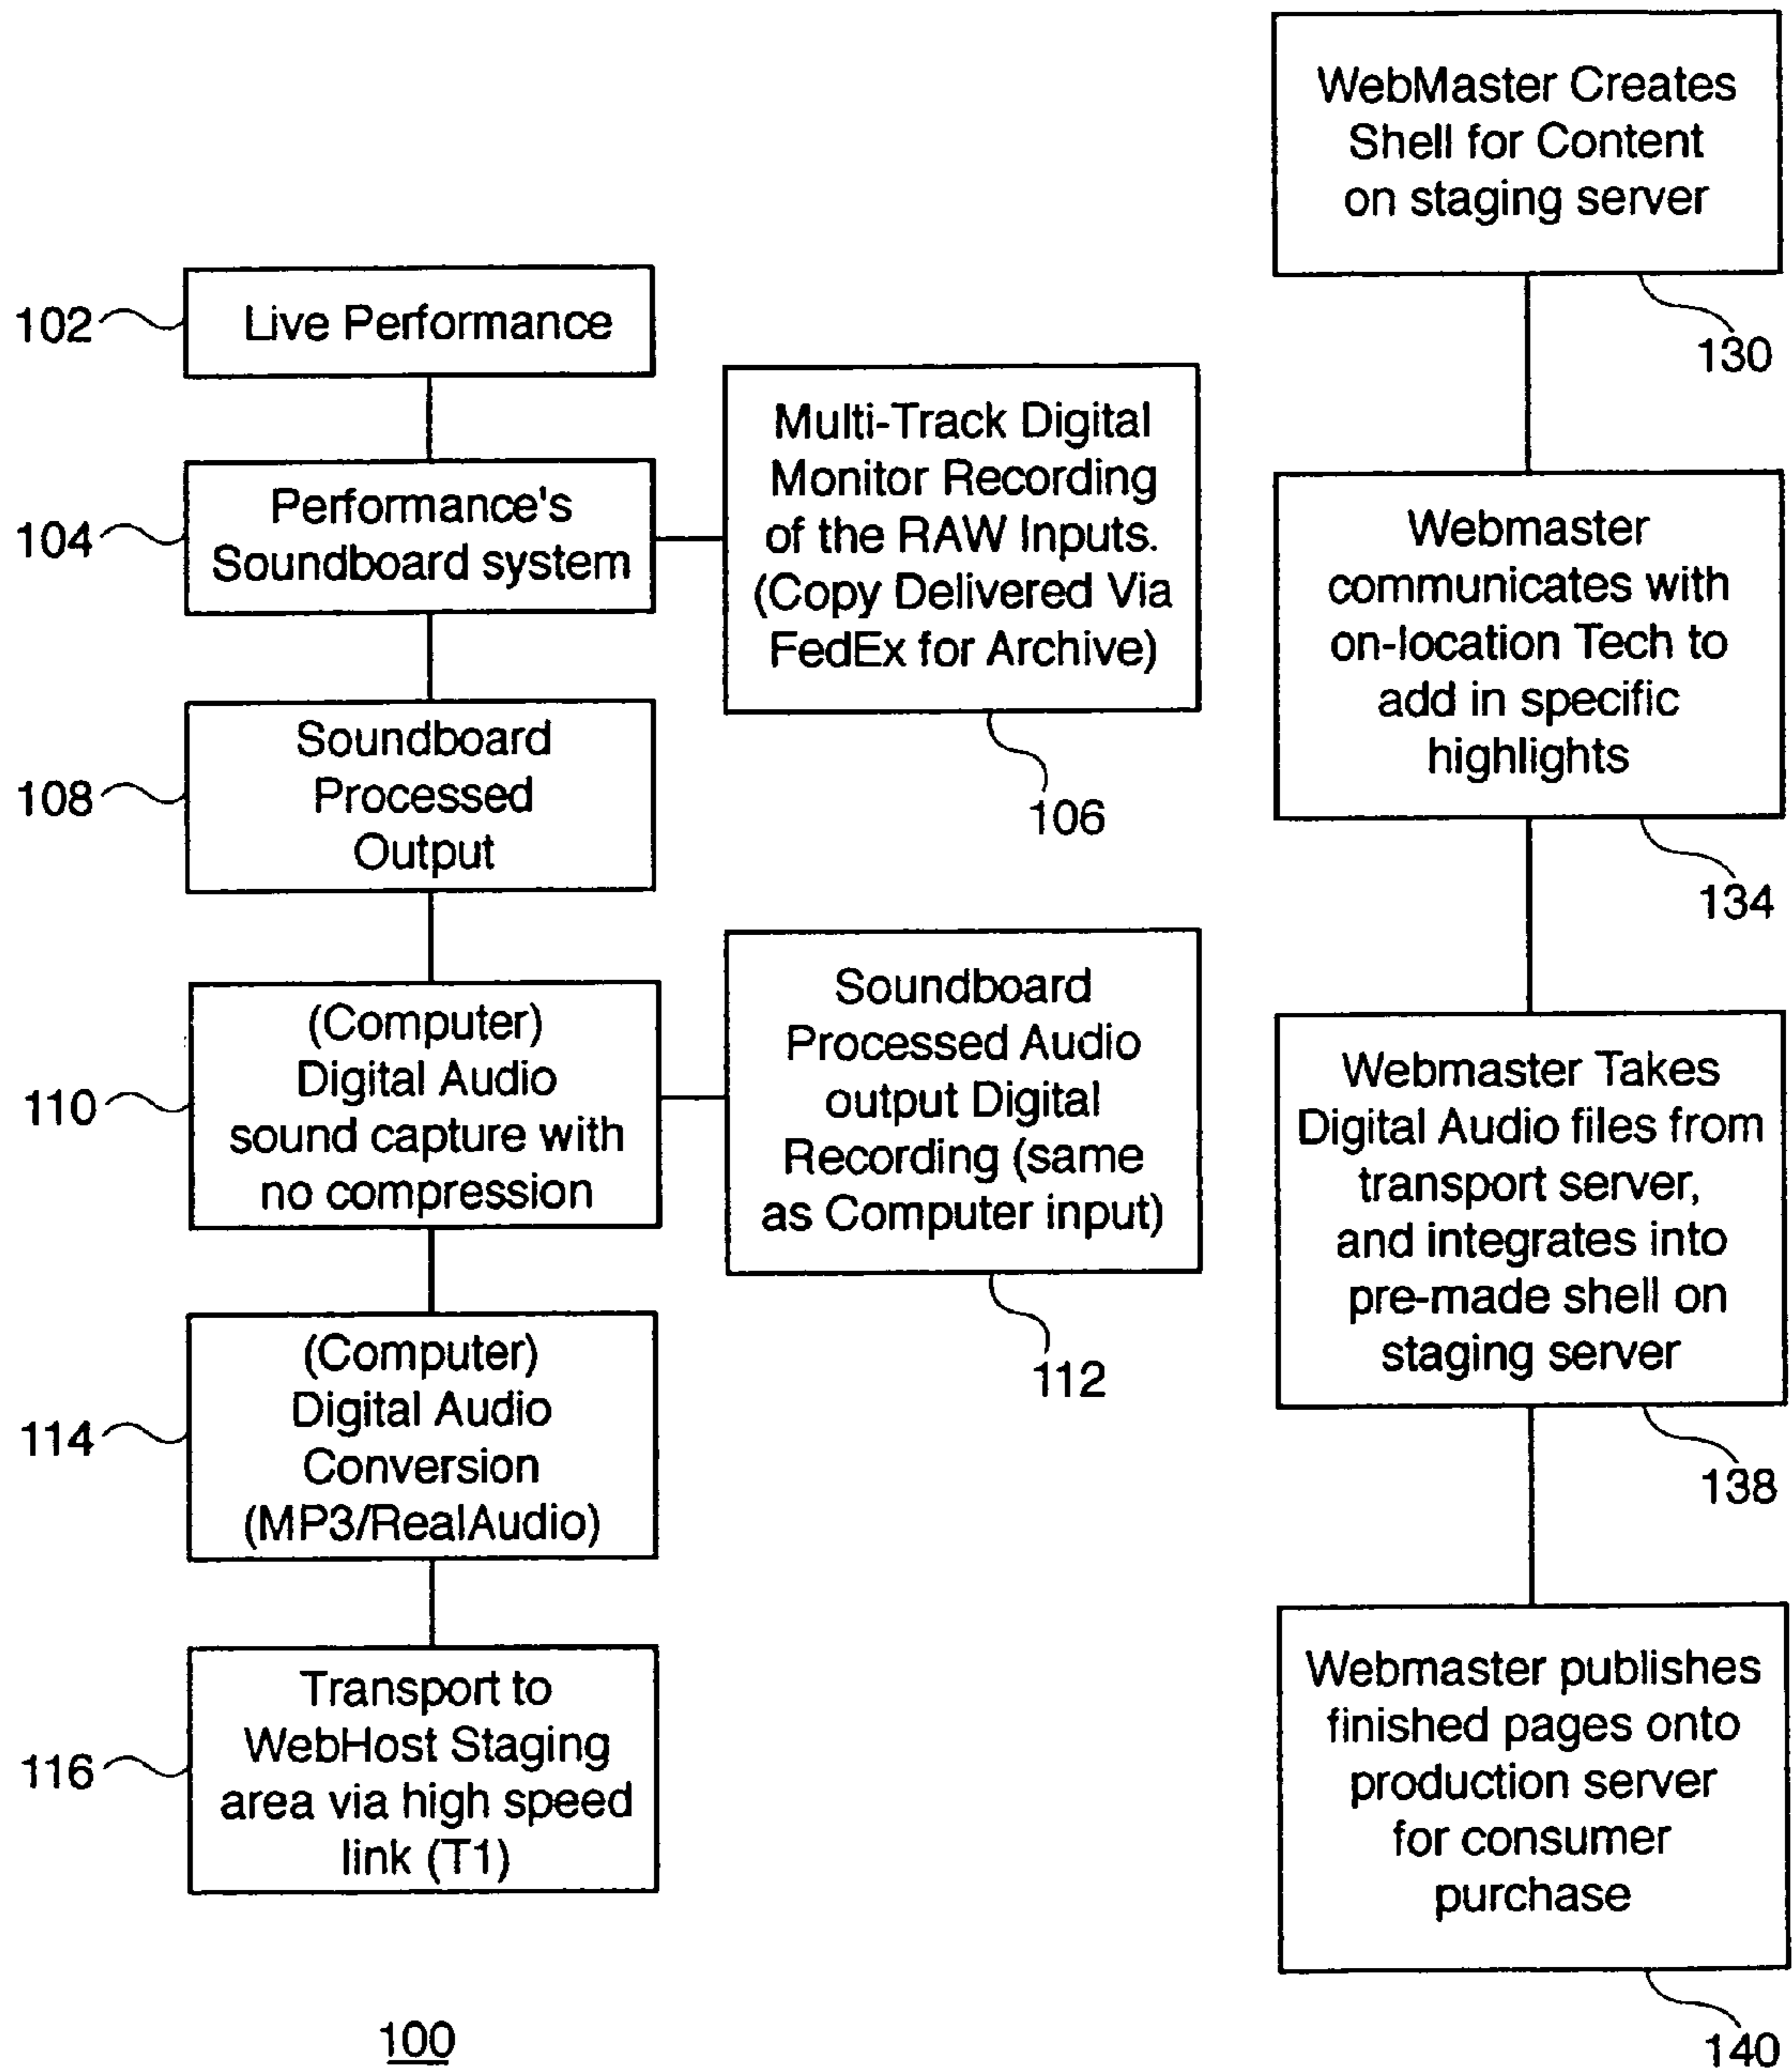 102
Live Performance
104
Performance's
Soundboard system
Multi-Track Digital
Monitor Recording
of the RAW Inputs.
(Copy Delivered Via
FedEx for Archive)
106
108
Soundboard
Processed
Output
110
(Computer)
Digital Audio
sound capture with
no compression
Soundboard
Processed Audio
output Digital
Recording (same
as Computer input)
112
114
(Computer)
Digital Audio
Conversion
(MP3/RealAudio)
116
Transport to
WebHost Staging
area via high speed
link (T1)
WebMaster Creates
Shell for Content
on staging server
130
Webmaster
communicates with
on-location Tech to
add in specific
highlights
134
Webmaster Takes
Digital Audio files from
transport server,
and integrates into
pre-made shell on
staging server
138
Webmaster publishes
finished pages onto
production server
for consumer
purchase
140
100